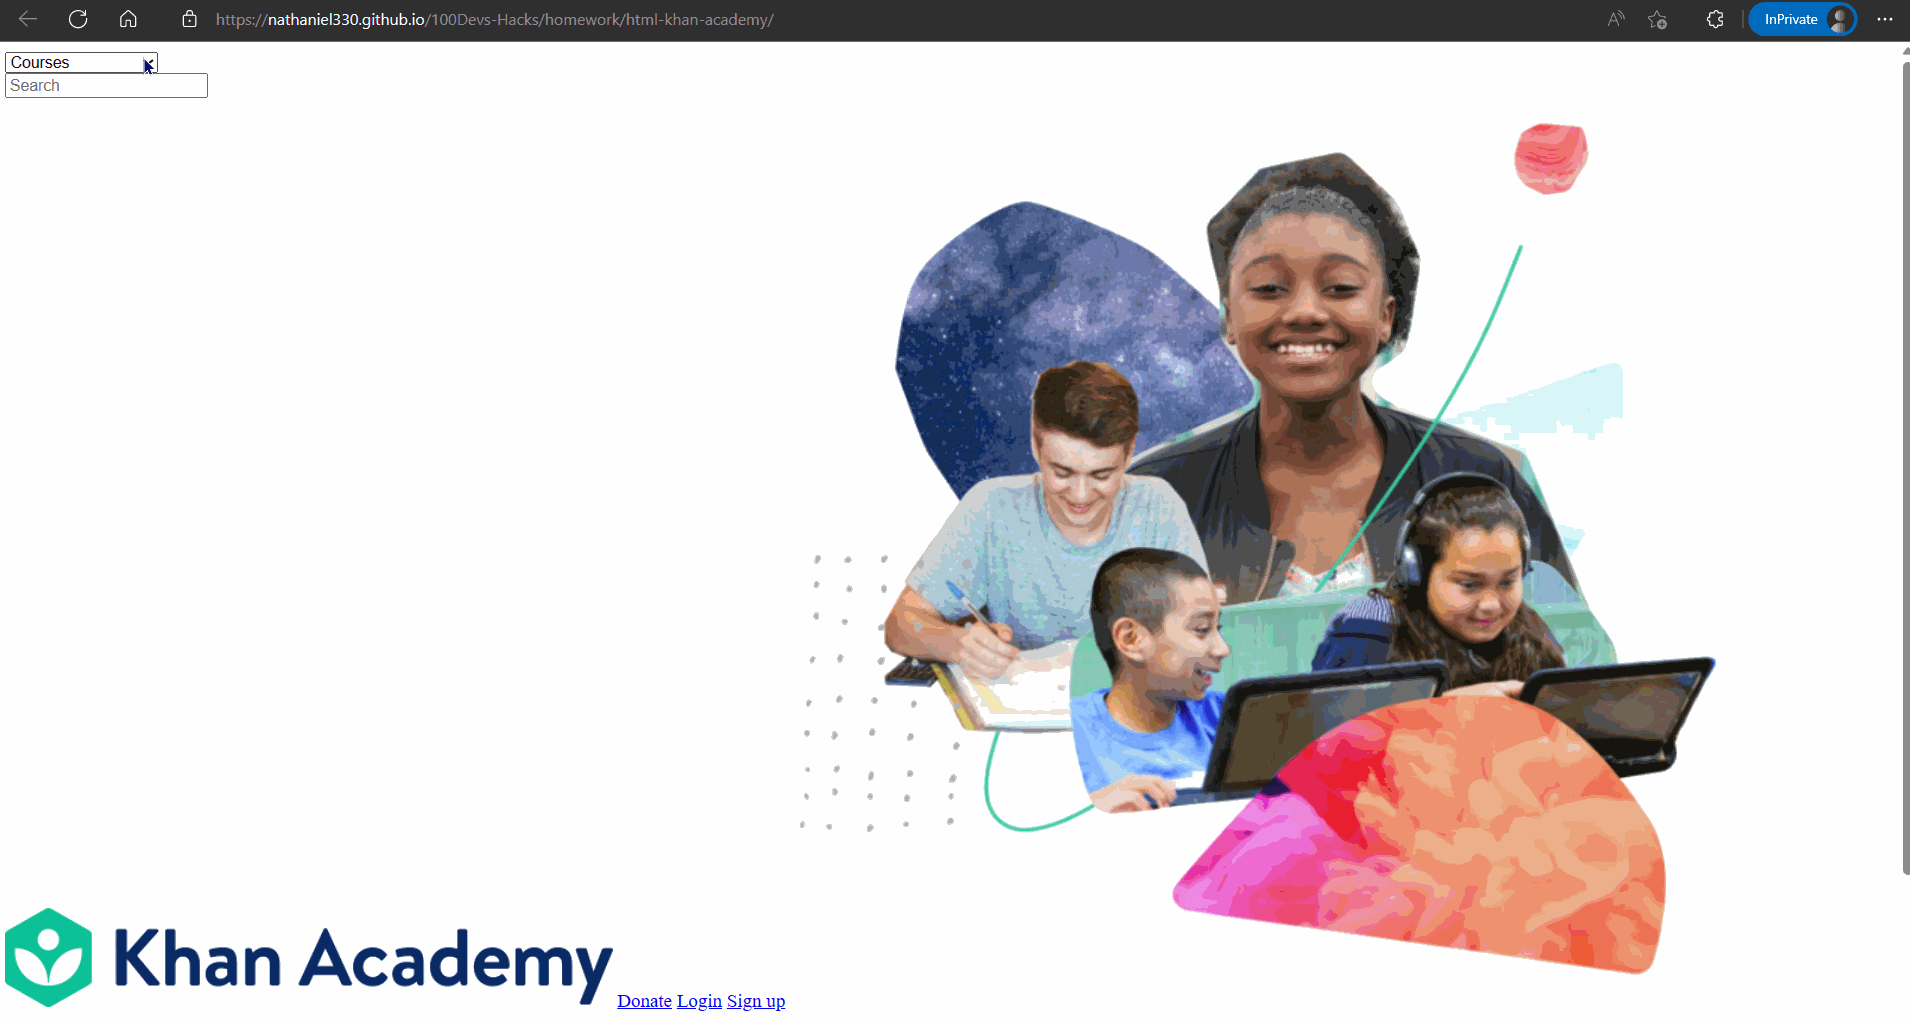 https://nathaniel330.github.io/100Devs-Hacks/homework/html-khan-academy/
InPrivate
Courses
Search
Khan Academy
Donate Login Sign up